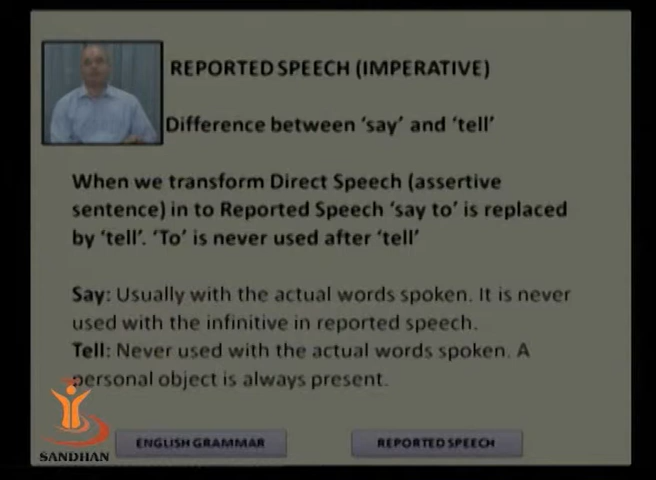 REPORTED SPEECH (IMPERATIVE)
Difference between 'say' and 'tell'
When we transform Direct Speech (assertive
sentence) in to Reported Speech 'say to' is replaced
by 'tell'. 'To' is never used after 'tell'
Say: Usually with the actual words spoken. It is never
used with the infinitive in reported speech.
Tell: Never used with the actual words spoken. A
personal object is always present.
SANDHAN
ENGLISH GRAMMAR
REPORTED SPEECH